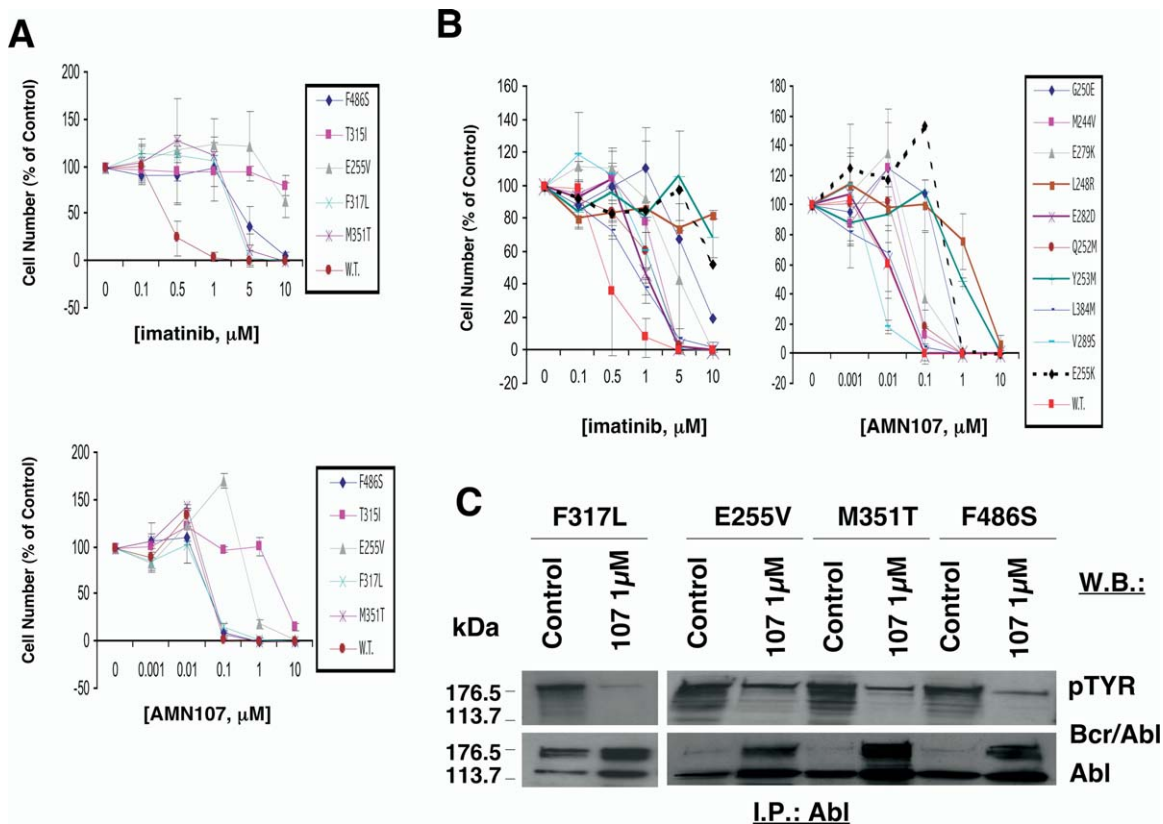 A
Cell Number (% of Control)
200
150
100
50
0
-50
0 0.1 0.5 1 5 10
[imatinib, μM]
F486S
T315I
E255V
F317L
M351T
W.T.
Cell Number (% of Control)
200
150
100
50
0
-50
0 0.001 0.01 0.1 1 10
[AMN107, μM]
F486S
T315I
E255V
F317L
M351T
W.T.
B
Cell Number (% of Control)
160
140
120
100
80
60
40
20
0
-20
0 0.1 0.5 1 5 10
[imatinib, μM]
180
160
140
120
100
80
60
40
20
0
-20
0 0.001 0.01 0.1 1 10
[AMN107, μM]
G250E
M244V
E279K
L248R
E282D
Q252M
Y253M
L384M
V289S
E255K
W.T.
C
F317L E255V M351T F486S
Control 107 1μM Control 107 1μM Control 107 1μM Control 107 1μM
W.B.:
kDa
176.5
113.7
pTYR
176.5
113.7
Bcr/Abl
Abl
I.P.: Abl